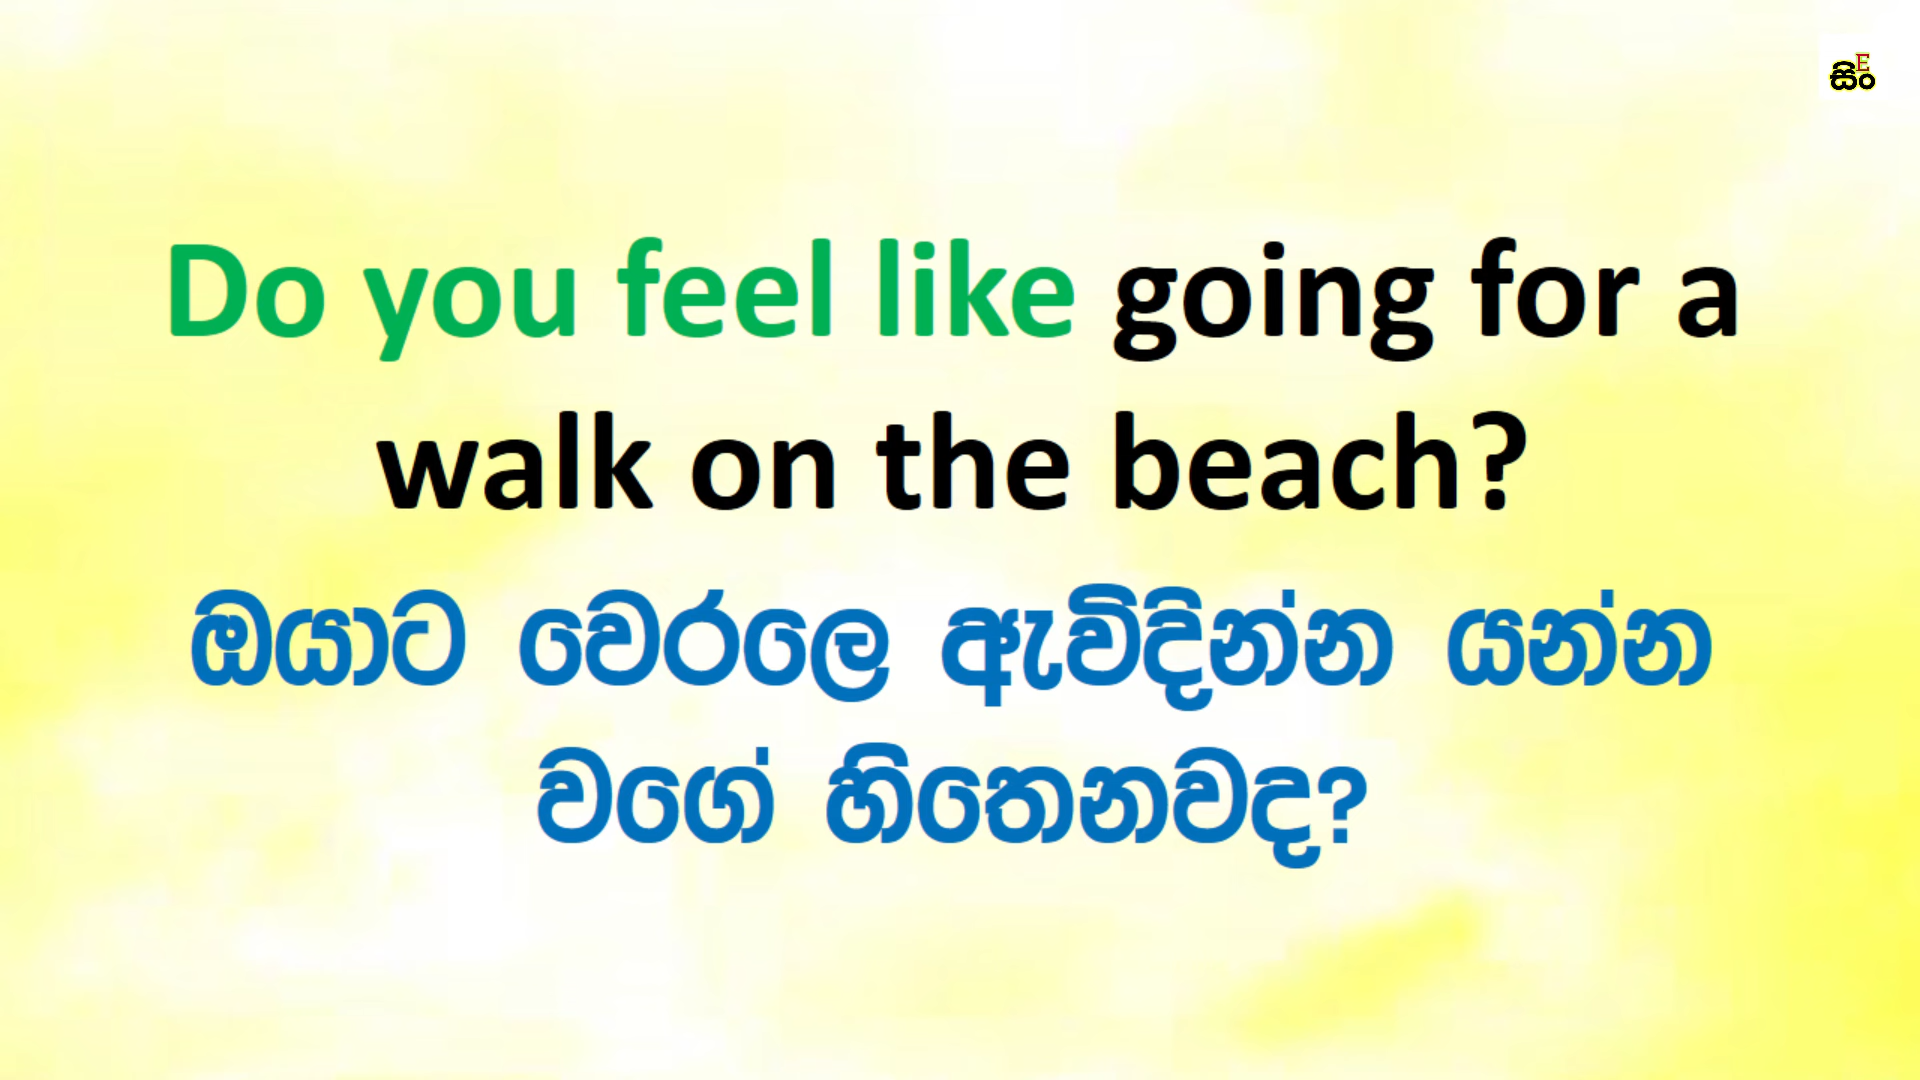 සිංE
Do you feel like going for a
walk on the beach?
ඔයාට වෙරලෙ ඇවිදින්න යන්න
වගේ හිතෙනවද?